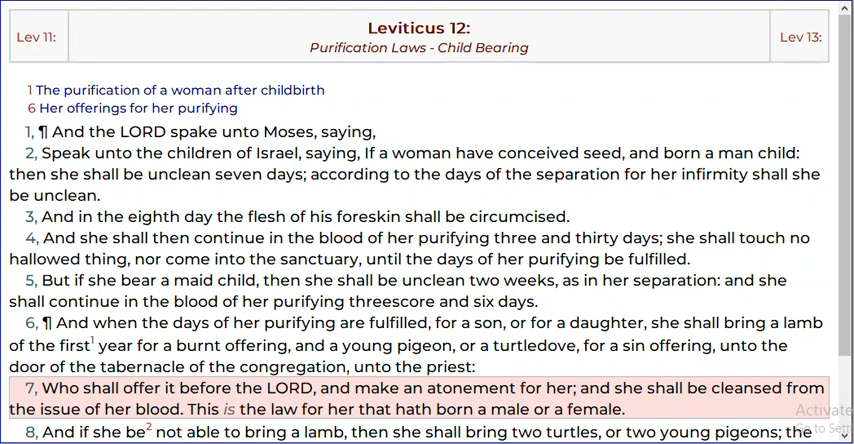 Lev 11:
Leviticus 12:
Purification Laws - Child Bearing
Lev 13:
1 The purification of a woman after childbirth
6 Her offerings for her purifying
1, ¶ And the LORD spake unto Moses, saying,
2, Speak unto the children of Israel, saying, If a woman have conceived seed, and born a man child:
then she shall be unclean seven days; according to the days of the separation for her infirmity shall she
be unclean.
3, And in the eighth day the flesh of his foreskin shall be circumcised.
4, And she shall then continue in the blood of her purifying three and thirty days; she shall touch no
hallowed thing, nor come into the sanctuary, until the days of her purifying be fulfilled.
5, But if she bear a maid child, then she shall be unclean two weeks, as in her separation: and she
shall continue in the blood of her purifying threescore and six days.
6, ¶ And when the days of her purifying are fulfilled, for a son, or for a daughter, she shall bring a lamb
of the first1 year for a burnt offering, and a young pigeon, or a turtledove, for a sin offering, unto the
door of the tabernacle of the congregation, unto the priest:
7, Who shall offer it before the LORD, and make an atonement for her; and she shall be cleansed from
the issue of her blood. This is the law for her that hath born a male or a female.
8, And if she be2 not able to bring a lamb, then she shall bring two turtles, or two young pigeons; the
Activate
Go to Sett